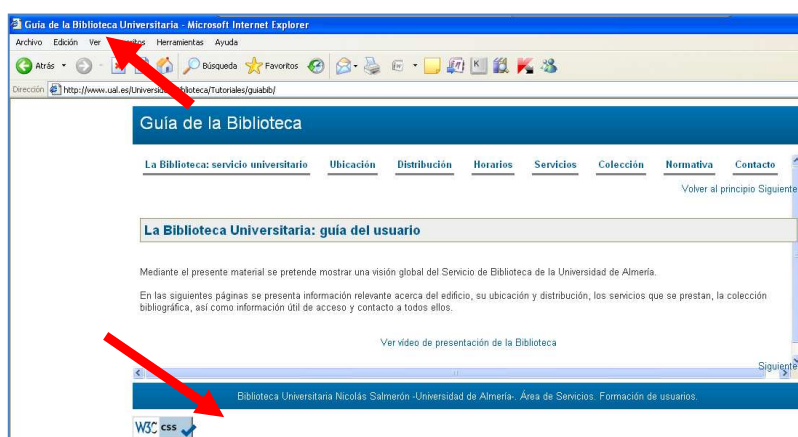 Guia de la Biblioteca Universitaria - Microsoft Internet Explorer
Archivo Edición Ver Herramientas Ayuda
Atrás Búsqueda Favoritos
Dirección http://www.ual.es/
Guía de la Biblioteca
La Biblioteca: servicio universitario Ubicación Distribución Horarios Servicios Colección Normativa Contacto
Volver al principio Siguiente
La Biblioteca Universitaria: guía del usuario
Mediante el presente material se pretende mostrar una visión global del Servicio de Biblioteca de la Universidad de Almería.
En las siguientes páginas se presenta información relevante acerca del edificio, su ubicación y distribución, los servicios que se prestan, la colección
bibliográfica, así como información útil de acceso y contacto a todos ellos.
Ver vídeo de presentación de la Biblioteca
Siguiente
Biblioteca Universitaria Nicolás Salmerón -Universidad de Almería-. Área de Servicios. Formación de usuarios.
W3C css